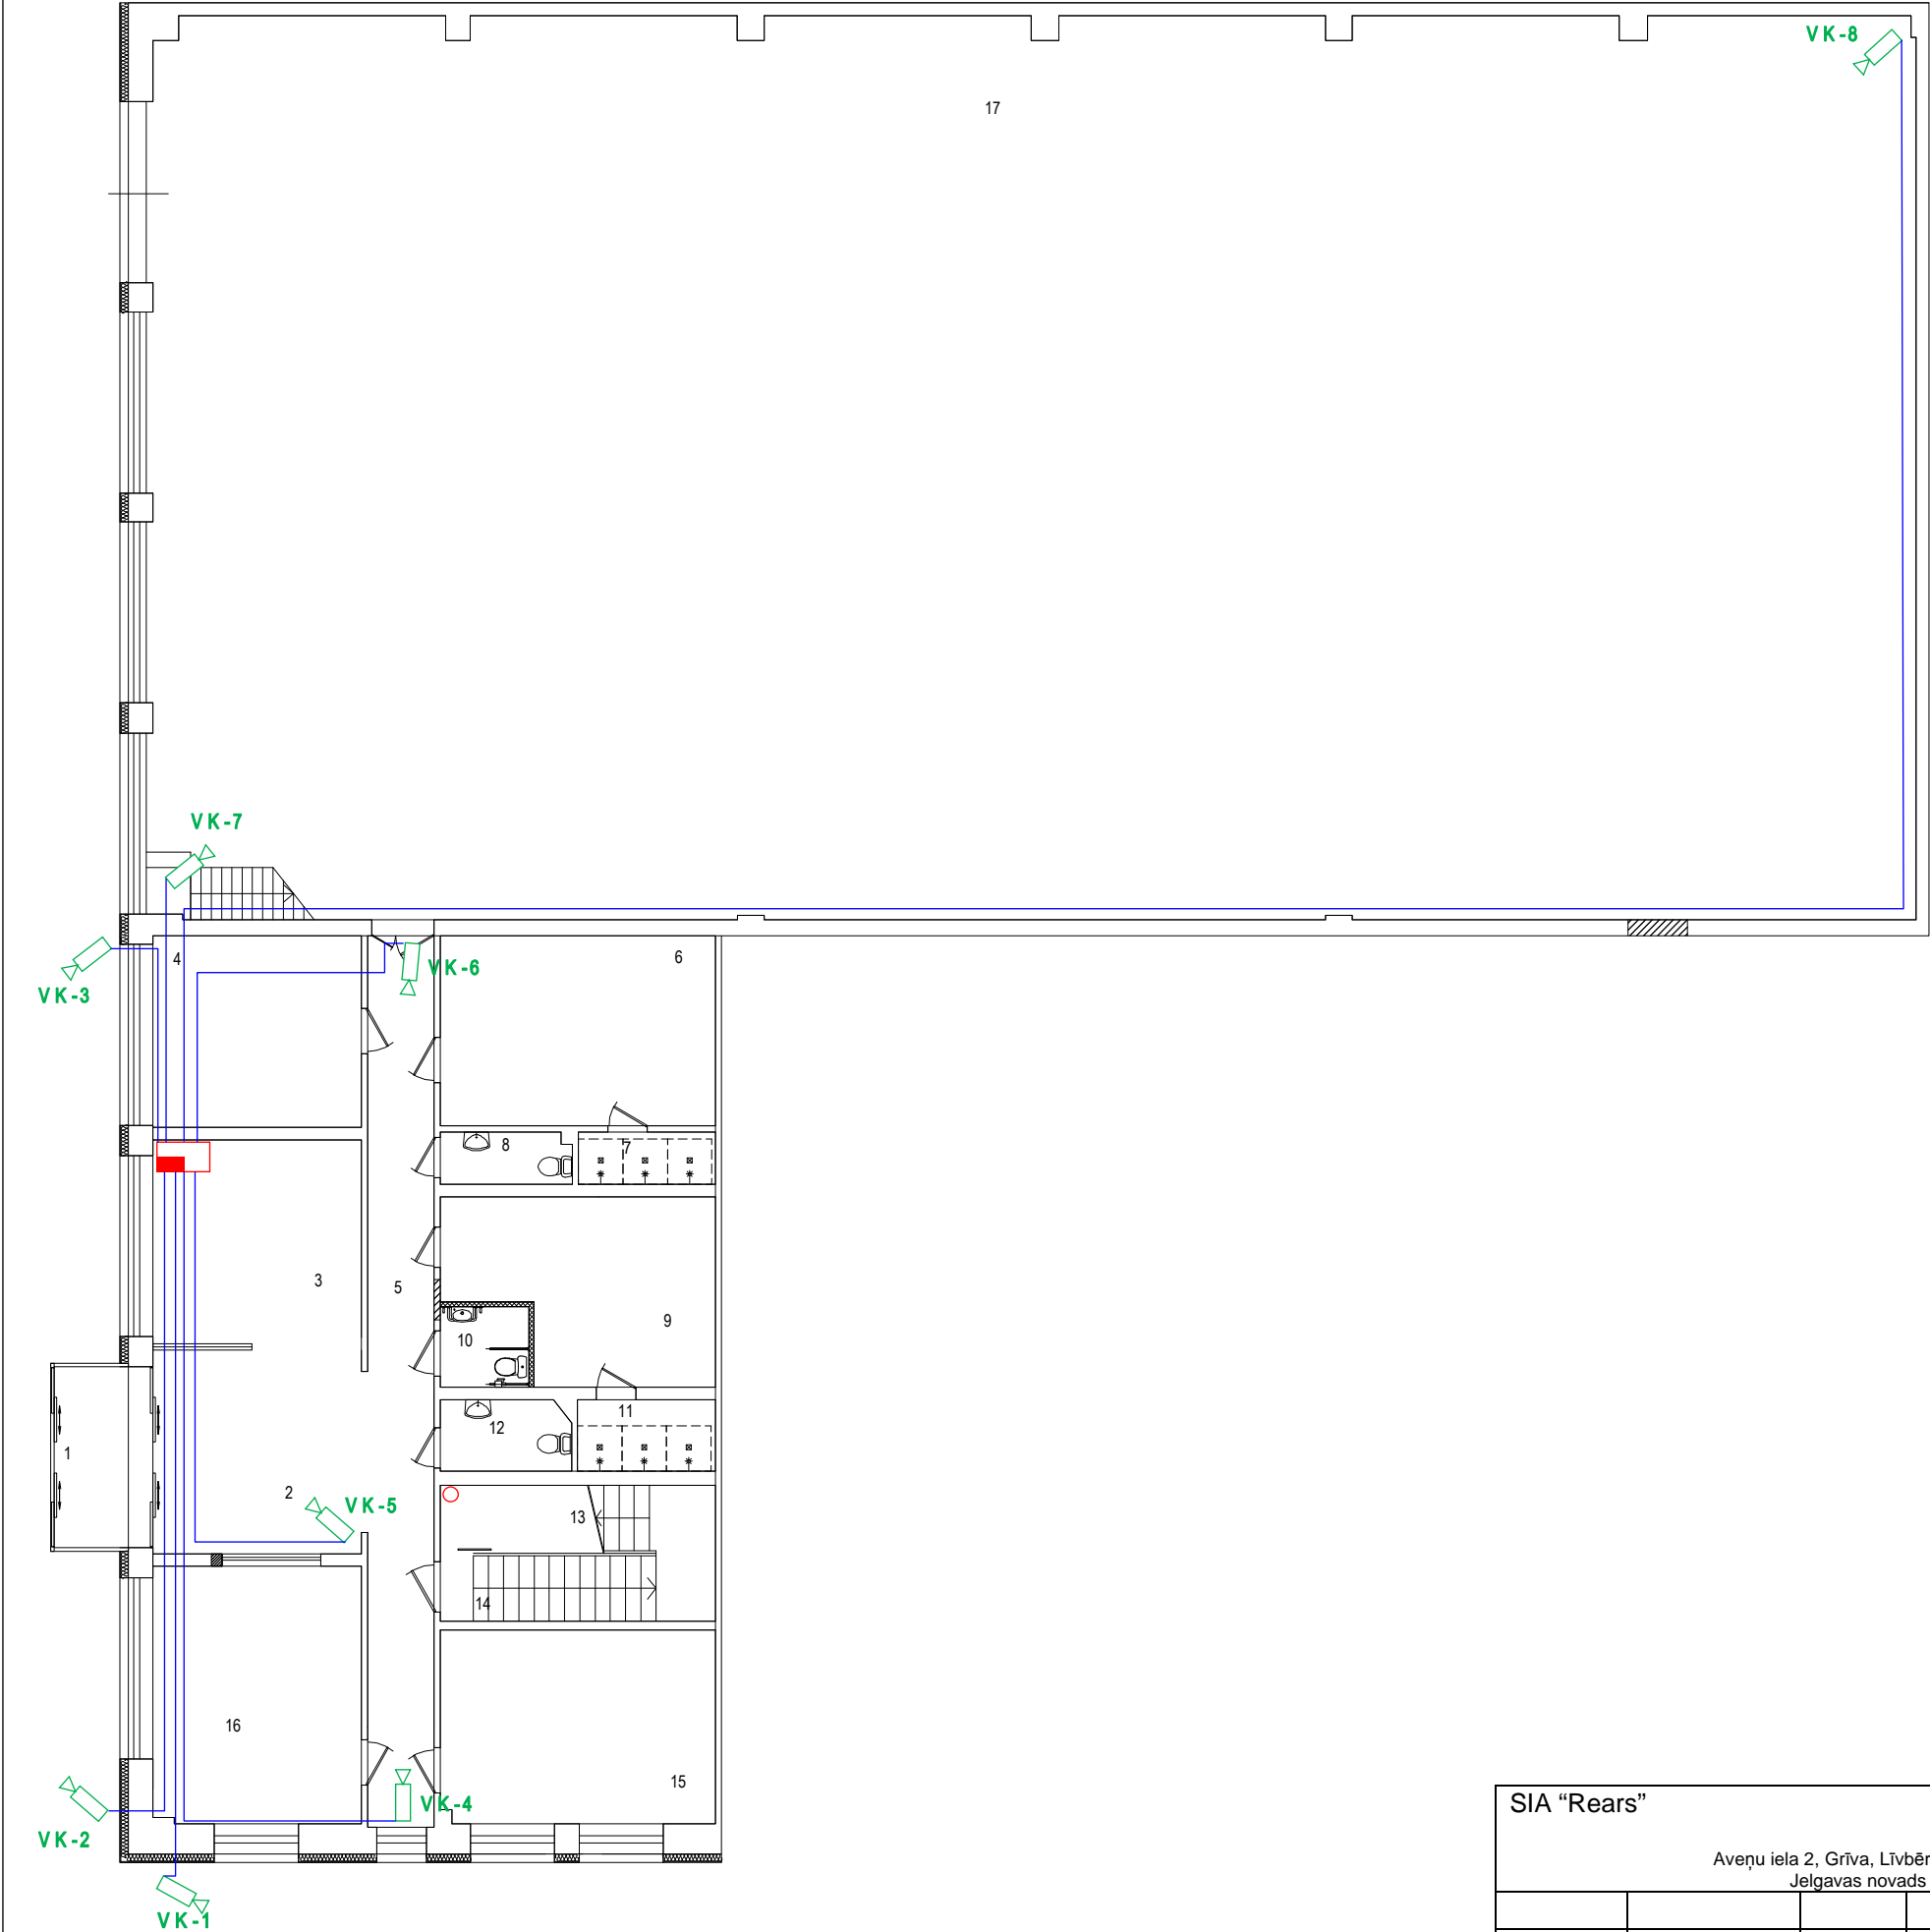 VK-8
17
VK-7
4
6
VK-6
VK-3
8
7
3
5
9
10
11
12
1
2
VK-5
13
14
16
15
VK-4
VK-2
VK-1
SIA “Rears”
Aveņu iela 2, Grīva, Līvbēr
Jelgavas novads